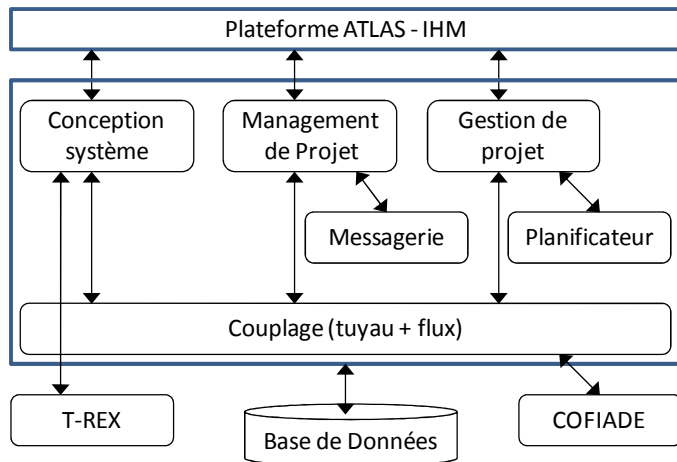 Plateforme ATLAS - IHM
Conception
système
Management
de Projet
Gestion de
projet
Messagerie
Planificateur
Couplage (tuyau + flux)
T-REX
Base de Données
COFIADE